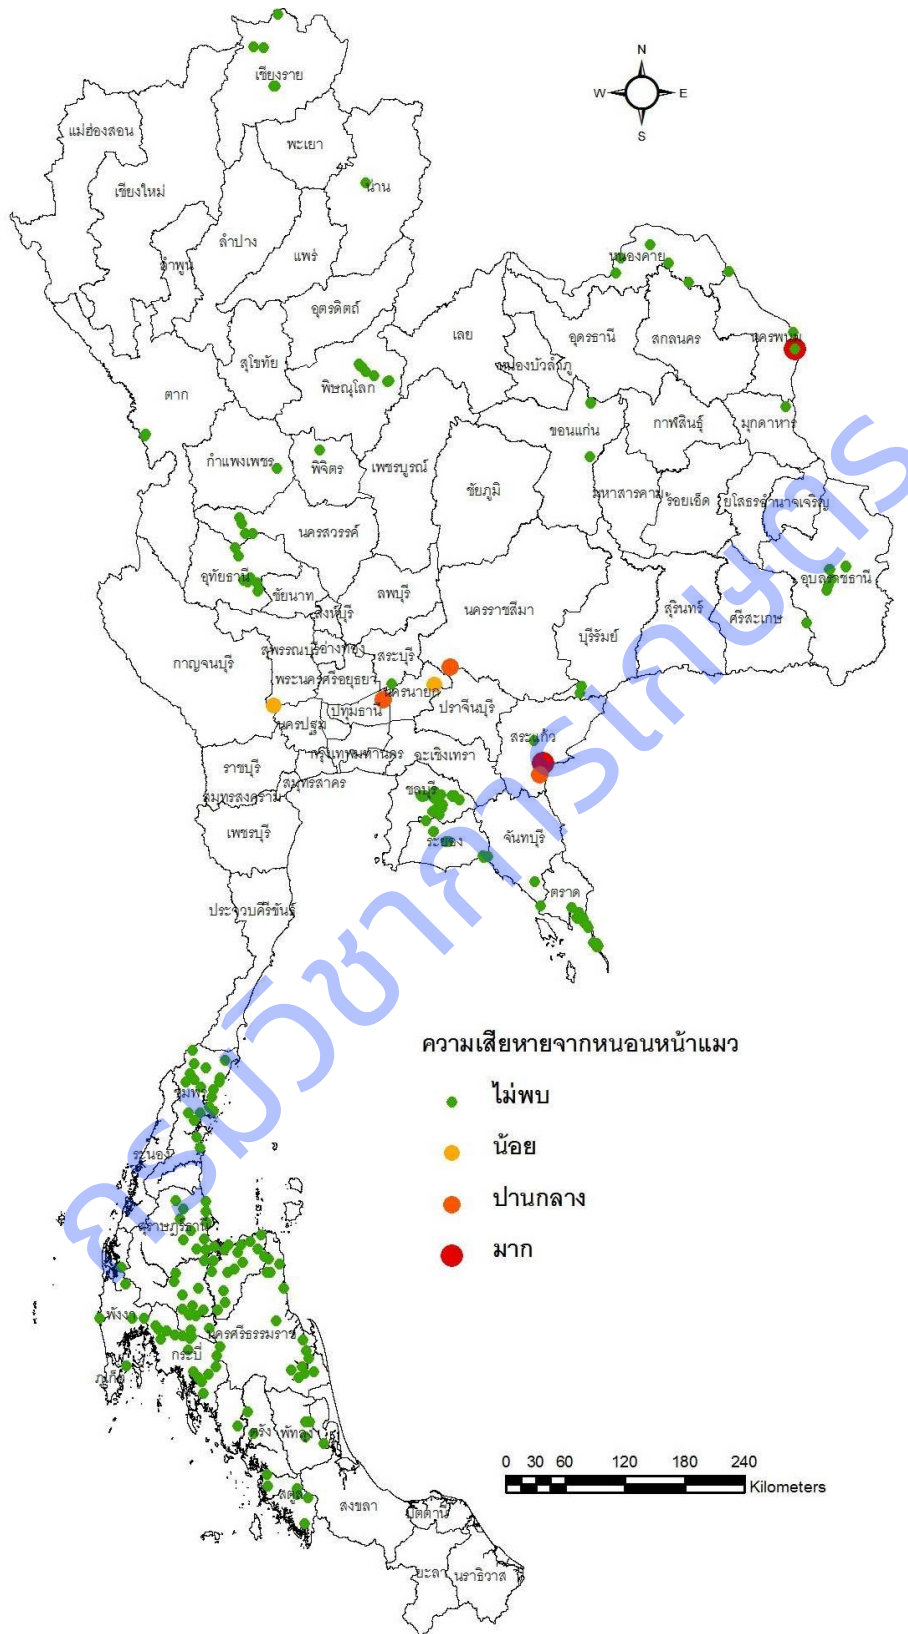 N
W E
S
เชียงราย
แม่ฮ่องสอน
พะเยา
เชียงใหม่
น่าน
ลำปาง
แพร่
ลำพูน
หนองคาย
อุตรดิตถ์
เลย
อุดรธานี
สกลนคร
นครพนม
สุโขทัย
หนองบัวลำภู
พิษณุโลก
ตาก
ขอนแก่น
กาฬสินธุ์
มุกดาหาร
กำแพงเพชร
พิจิตร
เพชรบูรณ์
ชัยภูมิ
มหาสารคาม
ร้อยเอ็ด
ยโสธร
อำนาจเจริญ
นครสวรรค์
อุทัยธานี
ชัยนาท
ลพบุรี
นครราชสีมา
อุบลราชธานี
สุรินทร์
ศรีสะเกษ
บุรีรัมย์
สิงห์บุรี
กาญจนบุรี
สุพรรณบุรี
อ่างทอง
สระบุรี
พระนครศรีอยุธยา
นครนายก
ปราจีนบุรี
ปทุมธานี
นครปฐม
สระแก้ว
กรุงเทพมหานคร
ฉะเชิงเทรา
ราชบุรี
สมุทรสาคร
สมุทรสงคราม
ชลบุรี
เพชรบุรี
ระยอง
จันทบุรี
ตราด
ประจวบคีรีขันธ์
ความเสียหายจากหนอนหน้าแมว
ไม่พบ
น้อย
ปานกลาง
มาก
ชุมพร
ระนอง
สุราษฎร์ธานี
พังงา
นครศรีธรรมราช
กระบี่
ภูเก็ต
ตรัง
พัทลุง
สตูล
สงขลา
ปัตตานี
ยะลา
นราธิวาส
0 30 60 120 180 240
Kilometers
กรมวิชาการเกษตร